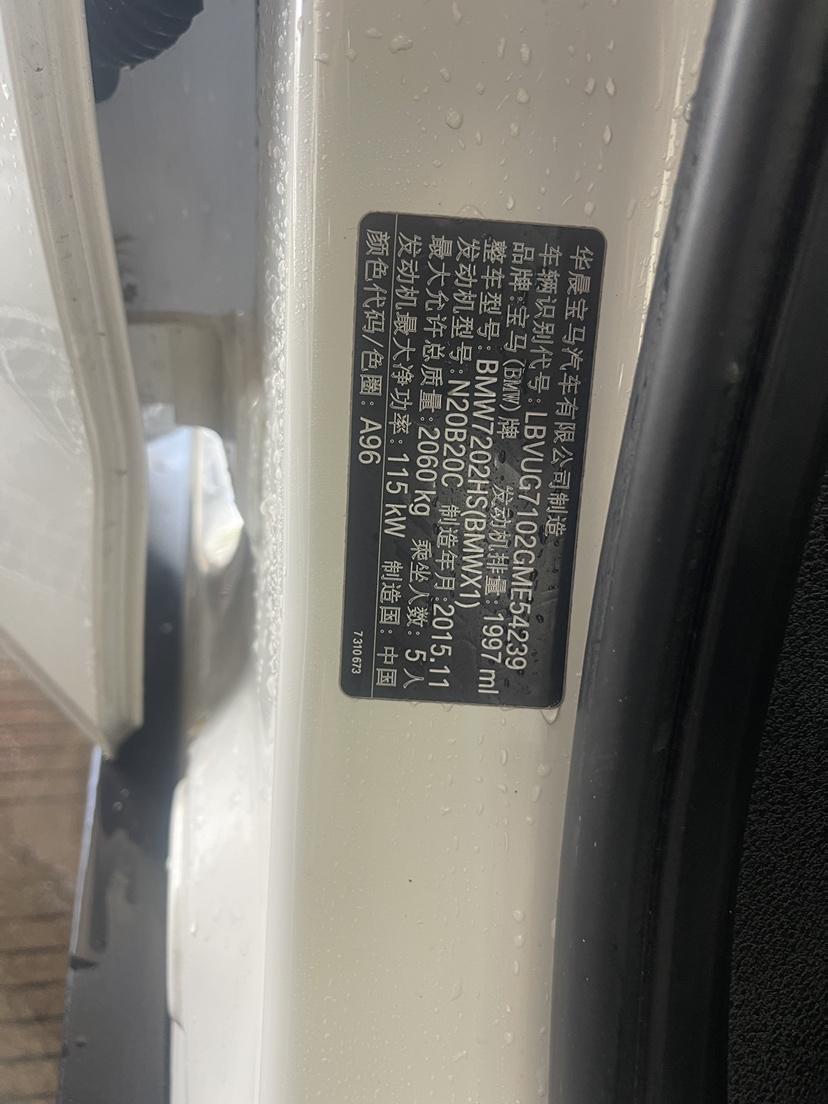 华晨宝马汽车有限公司制造
车辆识别代号:LBVUG7102GME54239
品牌:宝马(BMW)牌 发动机排量:1997 ml
整车型号:BMW7202HS(BMWX1)
发动机型号:N20B20C 制造年月:2015.11
最大允许总质量:2060 kg 乘坐人数:5人
发动机最大净功率:115 kW 制造国:中国
颜色代码/色圈:A96
7 310 673